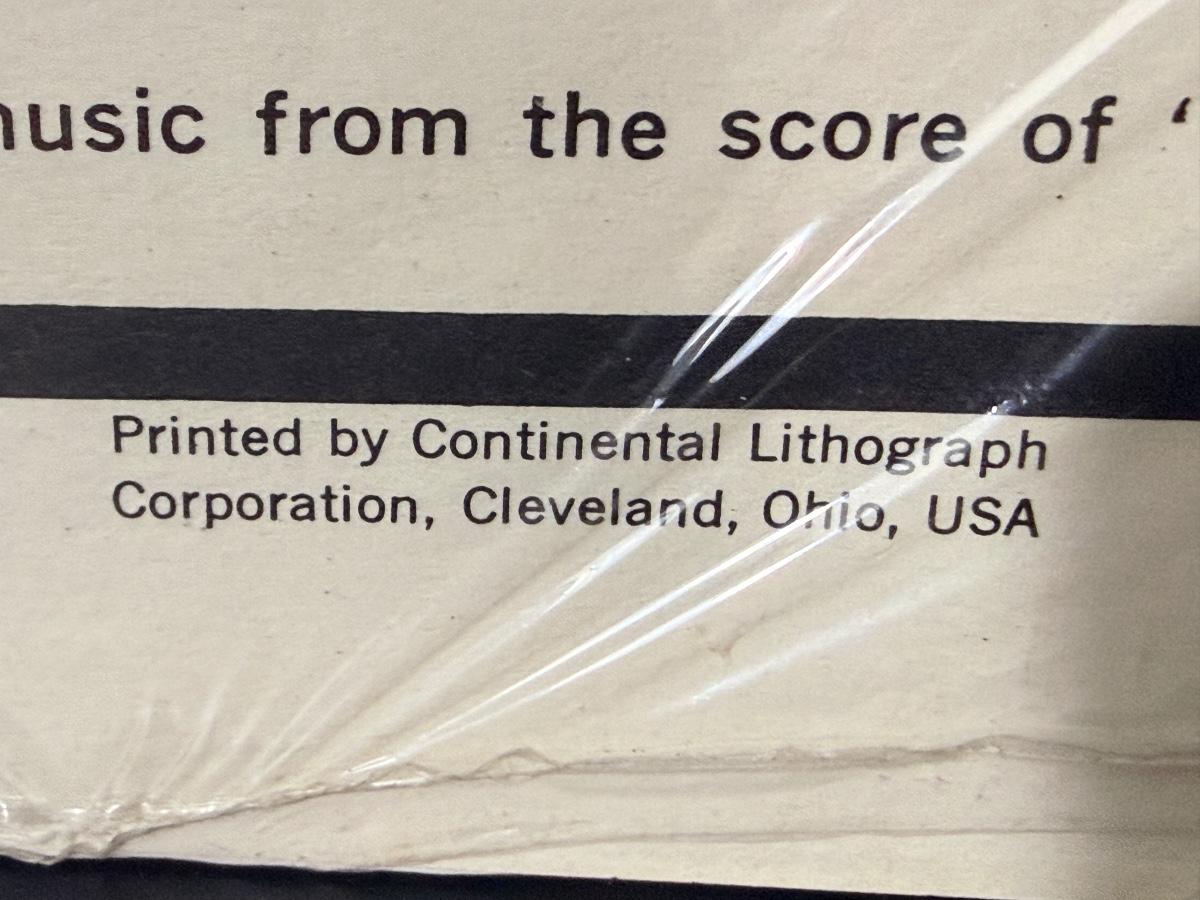 music from the score of ‘
Printed by Continental Lithograph
Corporation, Cleveland, Ohio, USA